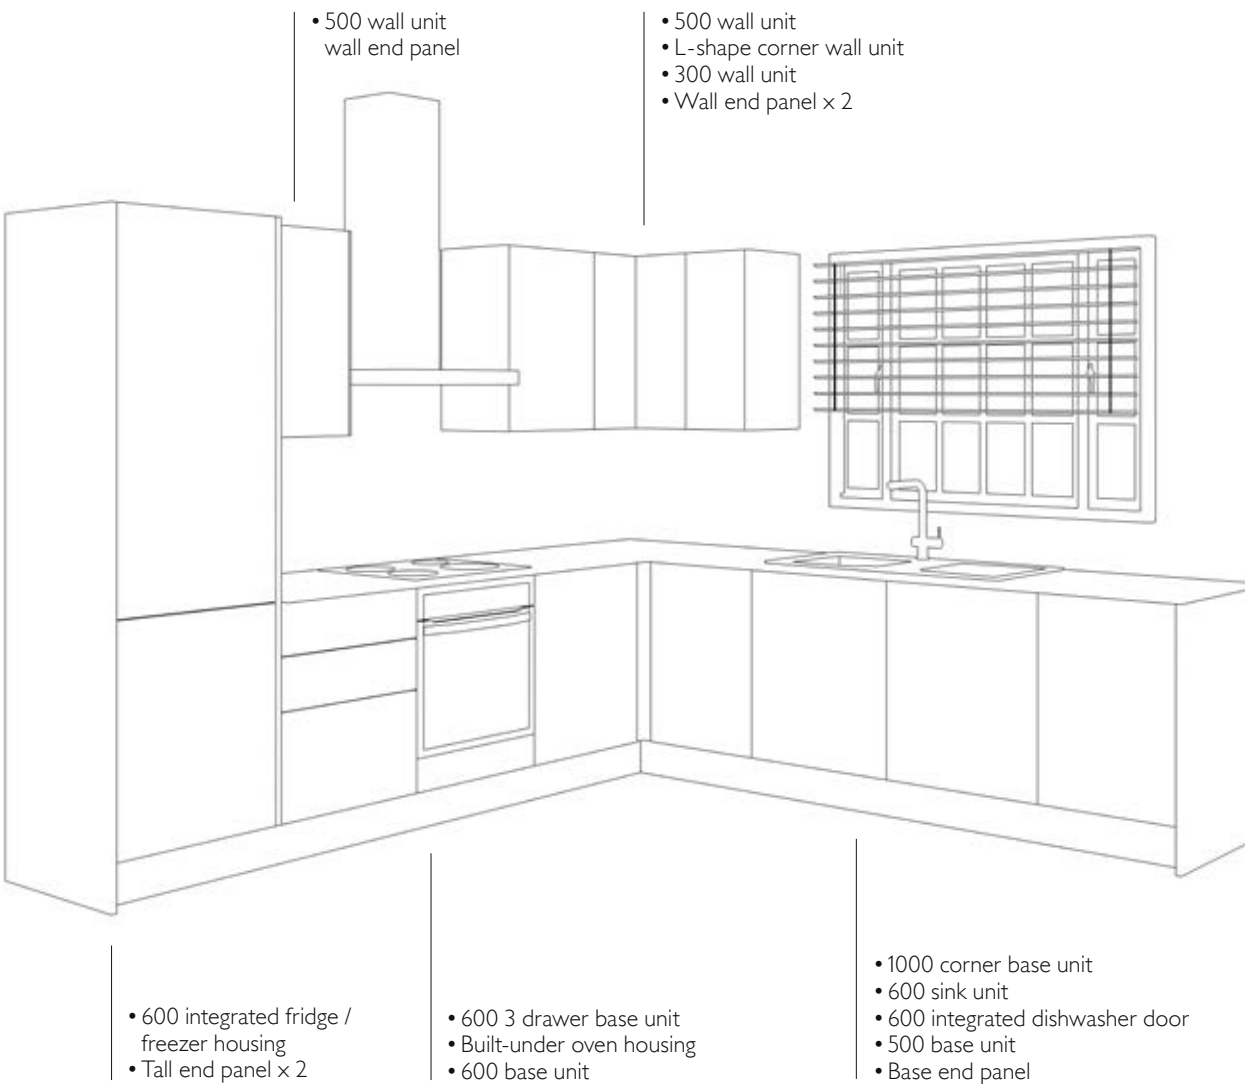 • 500 wall unit
wall end panel
• 500 wall unit
• L-shape corner wall unit
• 300 wall unit
• Wall end panel x 2
• 600 integrated fridge /
freezer housing
• Tall end panel x 2
• 600 3 drawer base unit
• Built-under oven housing
• 600 base unit
• 1000 corner base unit
• 600 sink unit
• 600 integrated dishwasher door
• 500 base unit
• Base end panel